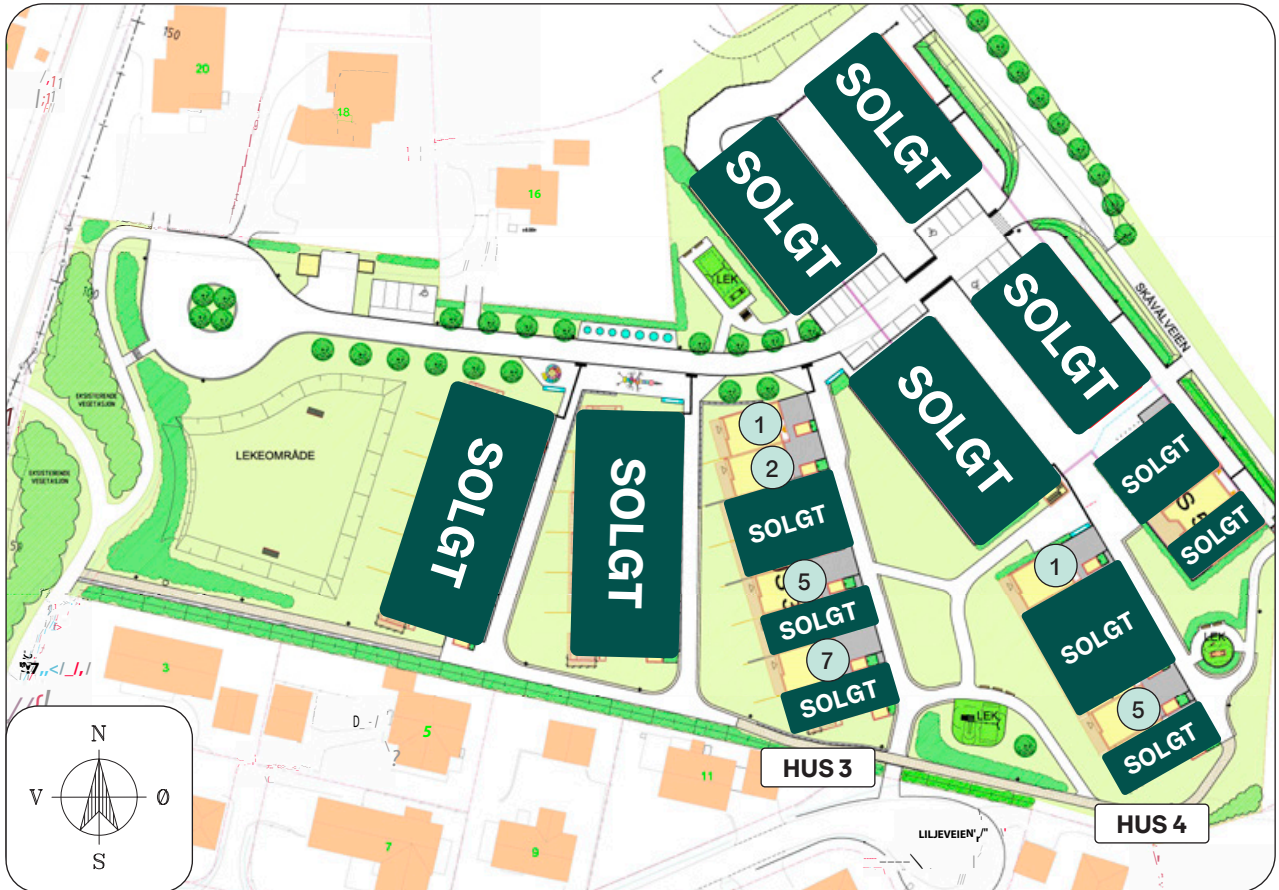 150
20
18
16
SOLGT
SOLGT
LEK
SKÅVÅLVEIEN
100
SOLGT
SOLGT
EKSISTERENDE
VEGETASJON
1
2
LEKEOMRÅDE
SOLGT
SOLGT
SOLGT
SOLGT
EKSISTERENDE
VEGETASJON
SOLGT
5
SOLGT
1
SOLGT
SOLGT
LEK
7
SOLGT
3
5
SOLGT
LEK
5
N
V
Ø
S
HUS 3
11
HUS 4
7
9
LILJEVEIEN